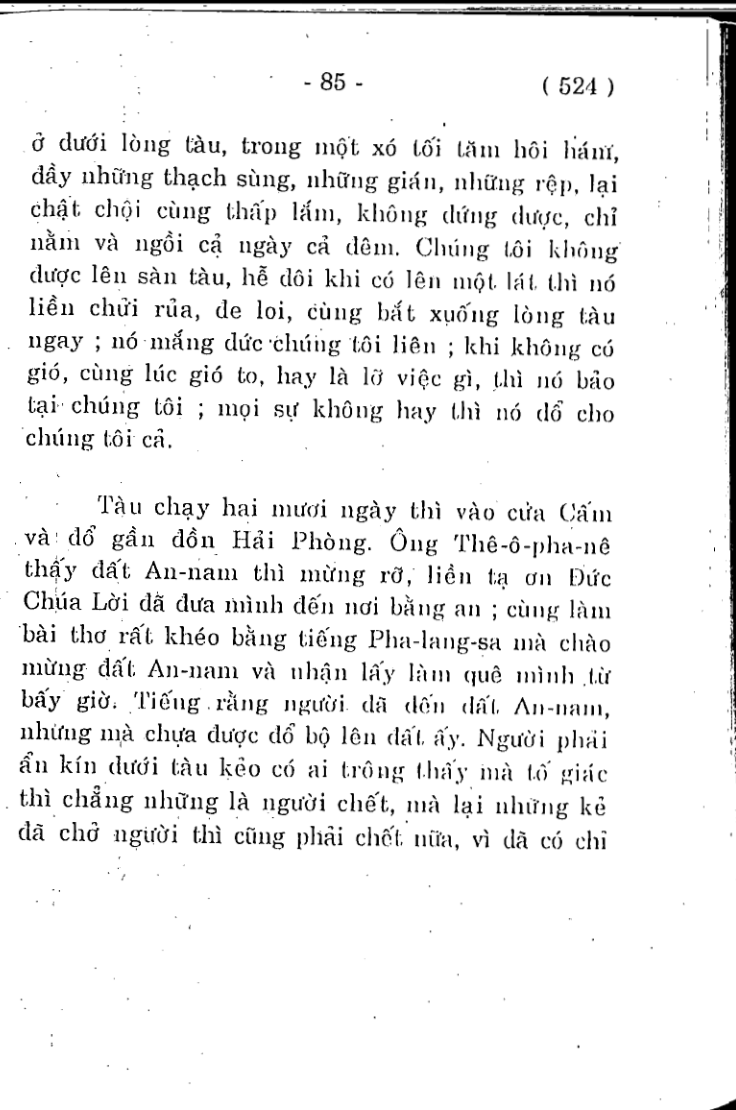 - 85 - ( 524 )
ở dưới lòng tàu, trong một xó tối tăm hôi hám,
đầy những thạch sùng, những gián, những rệp, lại
chật chội cùng thấp lắm, không đứng được, chỉ
nằm và ngồi cả ngày cả đêm. Chúng tôi không
được lên sàn tàu, hễ đôi khi có lên một lát thì nó
liền chửi rủa, đe loi, cùng bắt xuống lòng tàu
ngay ; nó mắng đức chúng tôi liên ; khi không có
gió, cùng lúc gió to, hay là lỡ việc gì, thì nó bảo
tại chúng tôi ; mọi sự không hay thì nó đổ cho
chúng tôi cả.
Tàu chạy hai mươi ngày thì vào cửa Cấm
và đổ gần đồn Hải Phòng. Ông Thê-ô-pha-nê
thấy đất An-nam thì mừng rỡ, liền tạ ơn Đức
Chúa Lời đã đưa mình đến nơi bằng an ; cùng làm
bài thơ rất khéo bằng tiếng Pha-lang-sa mà chào
mừng đất An-nam và nhận lấy làm quê mình từ
bấy giờ. Tiếng rằng người đã đến đất An-nam,
nhưng mà chưa được đổ bộ lên đất ấy. Người phải
ẩn kín dưới tàu kẻo có ai trông thấy mà tố giác
thì chẳng những là người chết, mà lại những kẻ
đã chở người thì cũng phải chết nữa, vì đã có chỉ